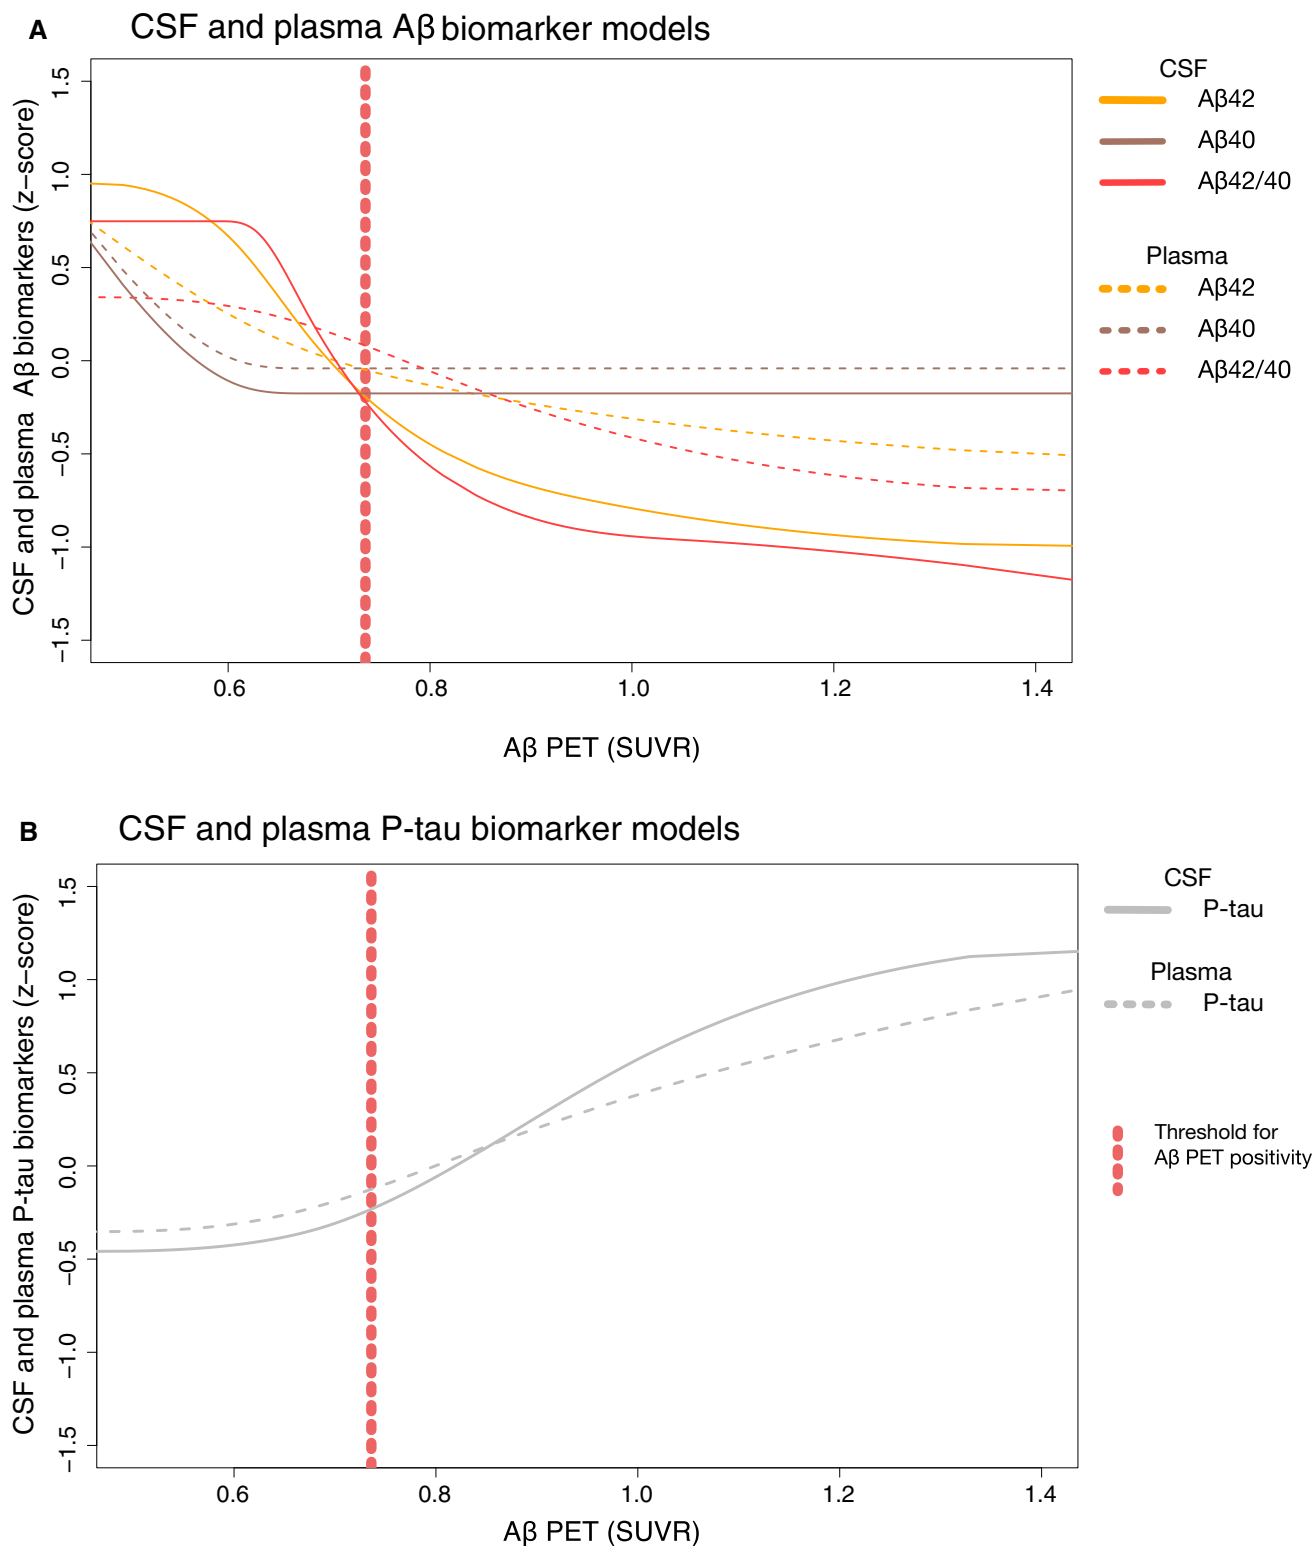 A
CSF and plasma Aβ biomarker models
CSF and plasma Aβ biomarkers (z−score)
1.5
1.0
0.5
0.0
−0.5
−1.0
−1.5
0.6
0.8
1.0
1.2
1.4
Aβ PET (SUVR)
CSF
Aβ42
Aβ40
Aβ42/40
Plasma
Aβ42
Aβ40
Aβ42/40
B
CSF and plasma P-tau biomarker models
CSF and plasma P-tau biomarkers (z−score)
1.5
1.0
0.5
0.0
−0.5
−1.0
−1.5
0.6
0.8
1.0
1.2
1.4
Aβ PET (SUVR)
CSF
P-tau
Plasma
P-tau
Threshold for
Aβ PET positivity